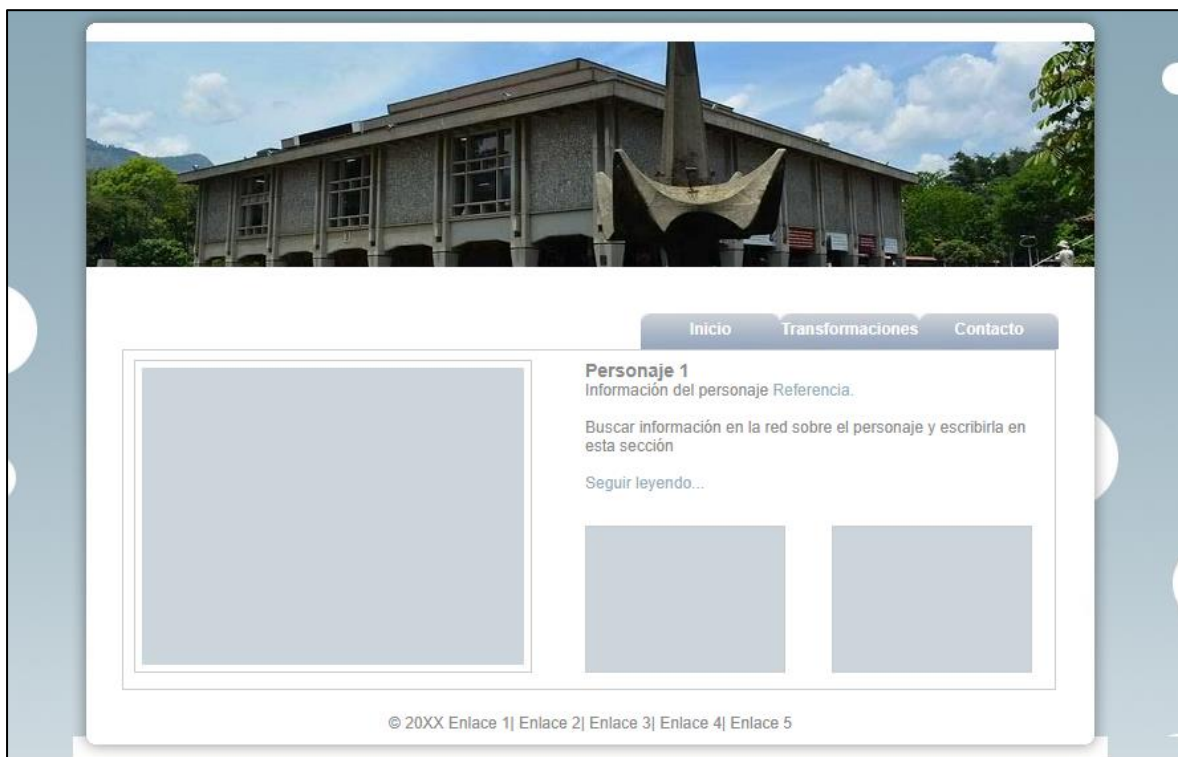 Inicio Transformaciones Contacto
Personaje 1
Información del personaje Referencia.
Buscar información en la red sobre el personaje y escribirla en
esta sección
Seguir leyendo...
© 20XX Enlace 1| Enlace 2| Enlace 3| Enlace 4| Enlace 5